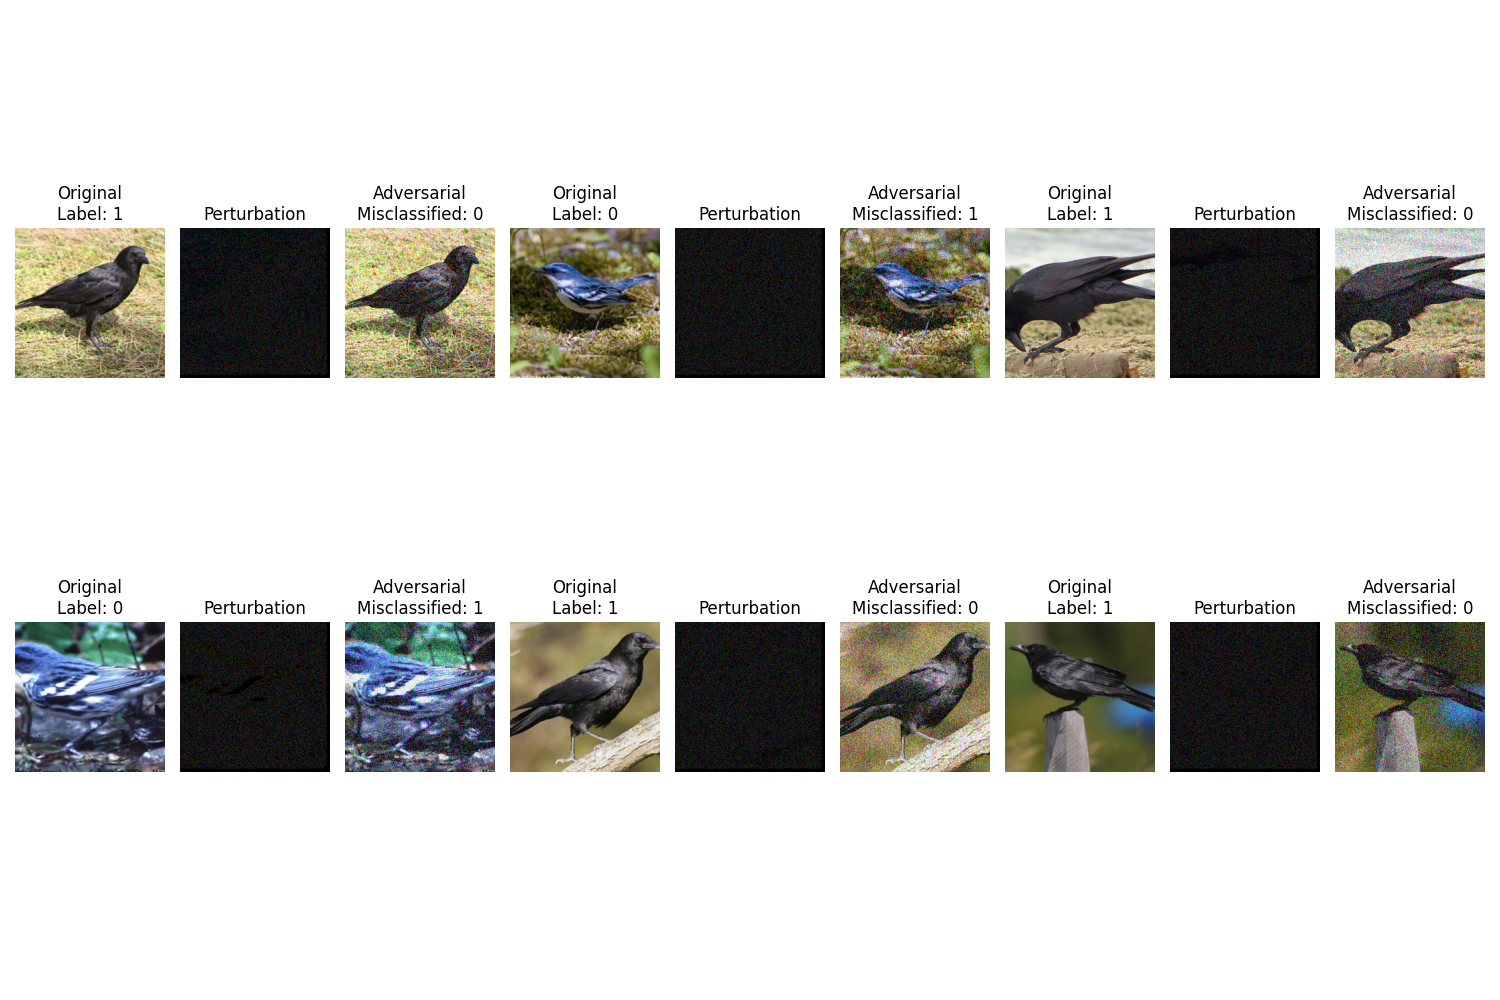 Original
Label: 1
Perturbation
Adversarial
Misclassified: 0
Original
Label: 0
Perturbation
Adversarial
Misclassified: 1
Original
Label: 1
Perturbation
Adversarial
Misclassified: 0
Original
Label: 0
Perturbation
Adversarial
Misclassified: 1
Original
Label: 1
Perturbation
Adversarial
Misclassified: 0
Original
Label: 1
Perturbation
Adversarial
Misclassified: 0